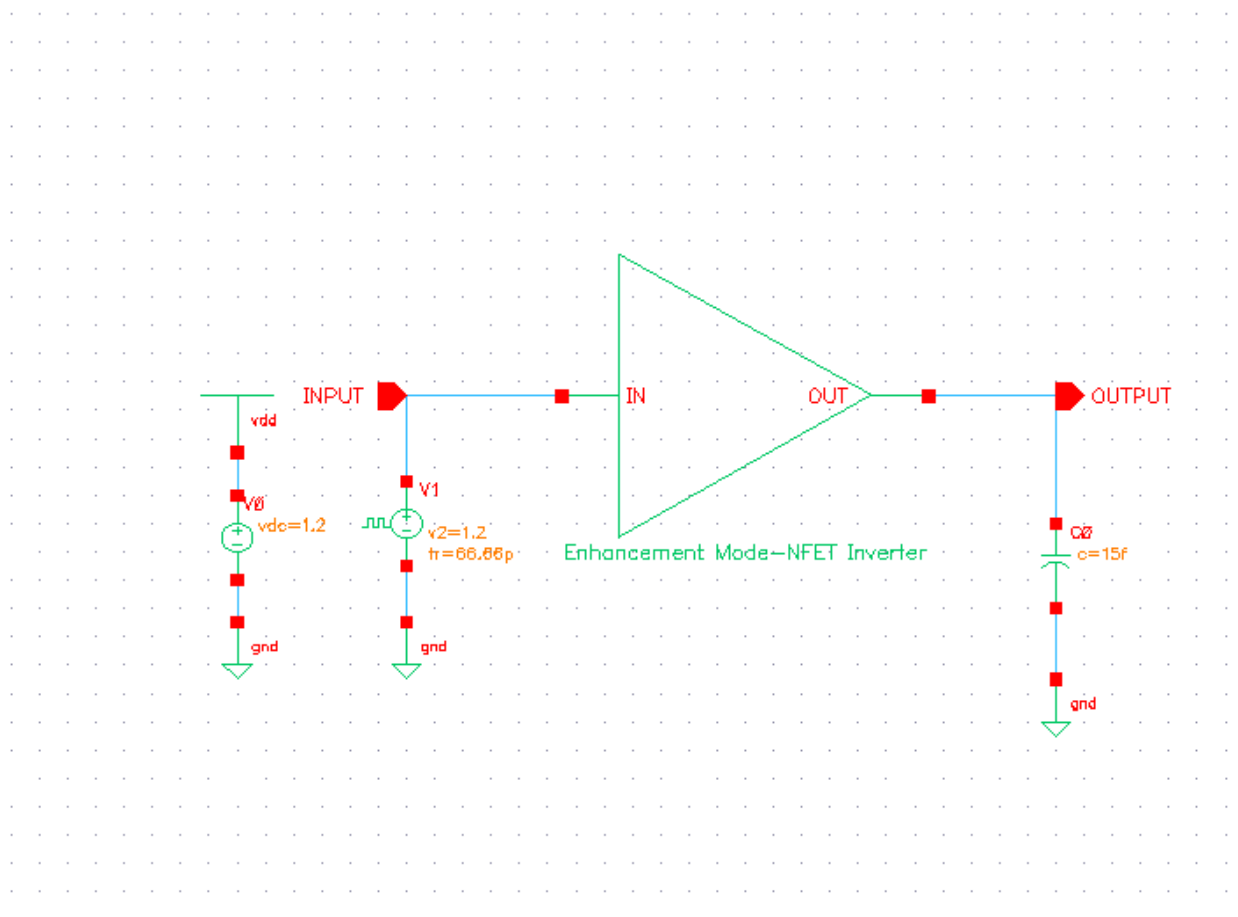 INPUT
IN
OUT
OUTPUT
vdd
V0
vdc=1.2
V1
v2=1.2
tr=66.66p
Enhancement Mode-NFET Inverter
C0
c=15f
gnd
gnd
gnd